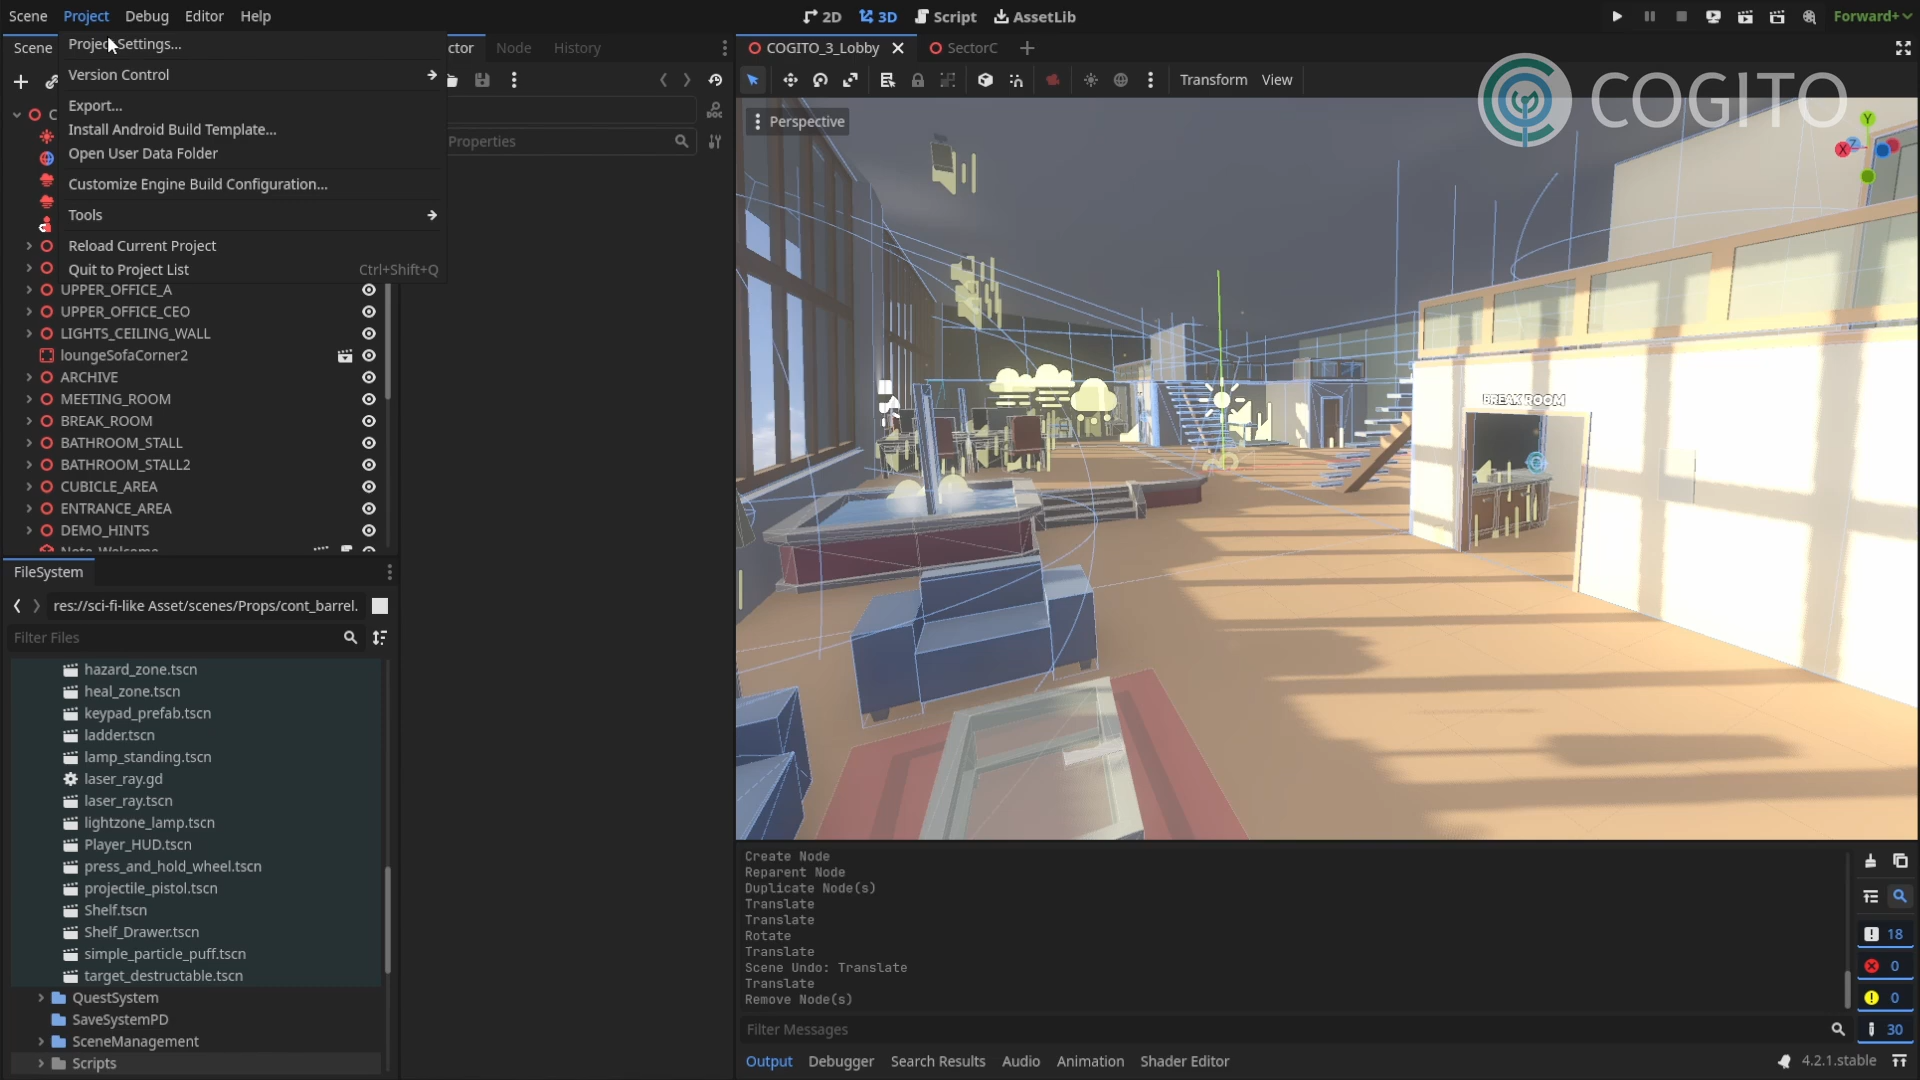 Scene Project Debug Editor Help
2D 3D Script AssetLib
Forward+
Scene
Project Settings...
Version Control
Export...
Install Android Build Template...
Open User Data Folder
Customize Engine Build Configuration...
Tools
Reload Current Project
Quit to Project List Ctrl+Shift+Q
UPPER_OFFICE_A
UPPER_OFFICE_CEO
LIGHTS_CEILING_WALL
loungeSofaCorner2
ARCHIVE
MEETING_ROOM
BREAK_ROOM
BATHROOM_STALL
BATHROOM_STALL2
CUBICLE_AREA
ENTRANCE_AREA
DEMO_HINTS
Note_Welcome
ctor Node History
Properties
FileSystem
res://sci-fi-like Asset/scenes/Props/cont_barrel.
Filter Files
hazard_zone.tscn
heal_zone.tscn
keypad_prefab.tscn
ladder.tscn
lamp_standing.tscn
laser_ray.gd
laser_ray.tscn
lightzone_lamp.tscn
Player_HUD.tscn
press_and_hold_wheel.tscn
projectile_pistol.tscn
Shelf.tscn
Shelf_Drawer.tscn
simple_particle_puff.tscn
target_destructable.tscn
QuestSystem
SaveSystemPD
SceneManagement
Scripts
COGITO_3_Lobby SectorC
Transform View
Perspective
COGITO
Y
X Z
BREAK ROOM
Create Node
Reparent Node
Duplicate Node(s)
Translate
Translate
Rotate
Translate
Scene Undo: Translate
Translate
Remove Node(s)
18
0
0
30
Filter Messages
Output Debugger Search Results Audio Animation Shader Editor
4.2.1.stable